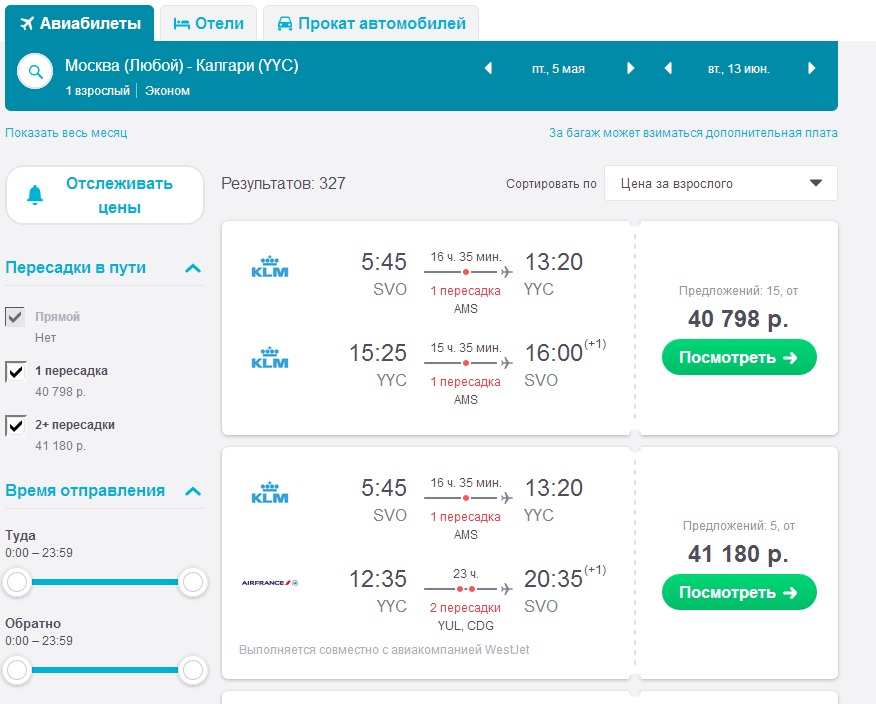 Авиабилеты
Отели
Прокат автомобилей
Москва (Любой) - Калгари (YYC)
1 взрослый | Эконом
пт., 5 мая
вт., 13 июн.
Показать весь месяц
За багаж может взиматься дополнительная плата
Отслеживать
цены
Результатов: 327
Сортировать по
Цена за взрослого
Пересадки в пути
Прямой
Нет
1 пересадка
40 798 р.
2+ пересадки
41 180 р.
Время отправления
Туда
0:00 – 23:59
Обратно
0:00 – 23:59
KLM
5:45
SVO
16 ч. 35 мин.
1 пересадка
AMS
13:20
YYC
KLM
15:25
YYC
15 ч. 35 мин.
1 пересадка
AMS
16:00(+1)
SVO
Предложений: 15, от
40 798 р.
Посмотреть
KLM
5:45
SVO
16 ч. 35 мин.
1 пересадка
AMS
13:20
YYC
AIRFRANCE
12:35
YYC
23 ч.
2 пересадки
YUL, CDG
20:35(+1)
SVO
Выполняется совместно с авиакомпанией WestJet
Предложений: 5, от
41 180 р.
Посмотреть